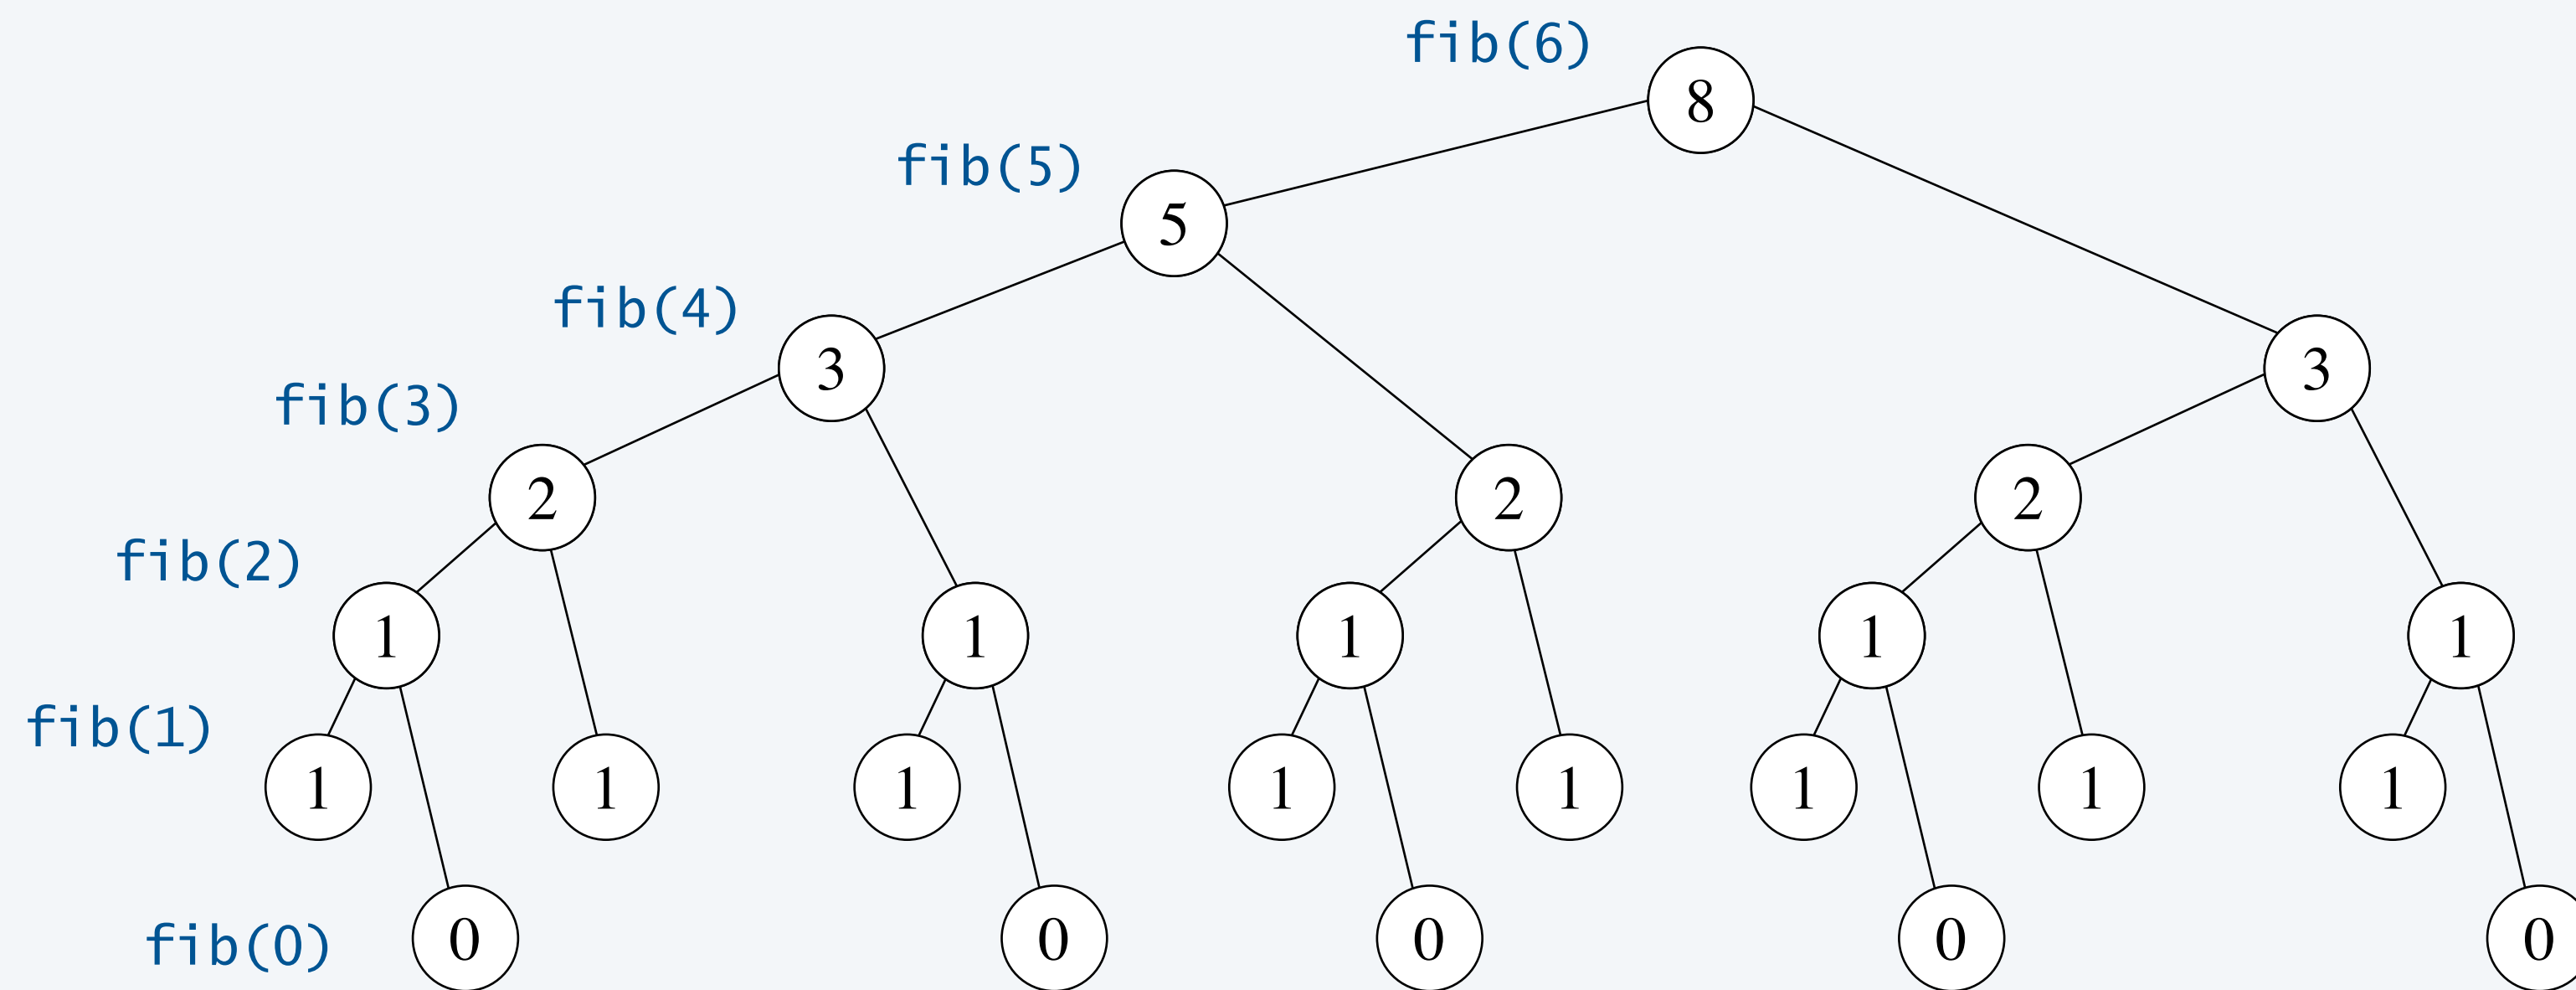 fib(6) 8
fib(5) 5
fib(4) 3 3
fib(3) 2 2 2
fib(2) 1 1 1 1 1
fib(1) 1 1 1 1 1 1 1 1
fib(0) 0 0 0 0 0